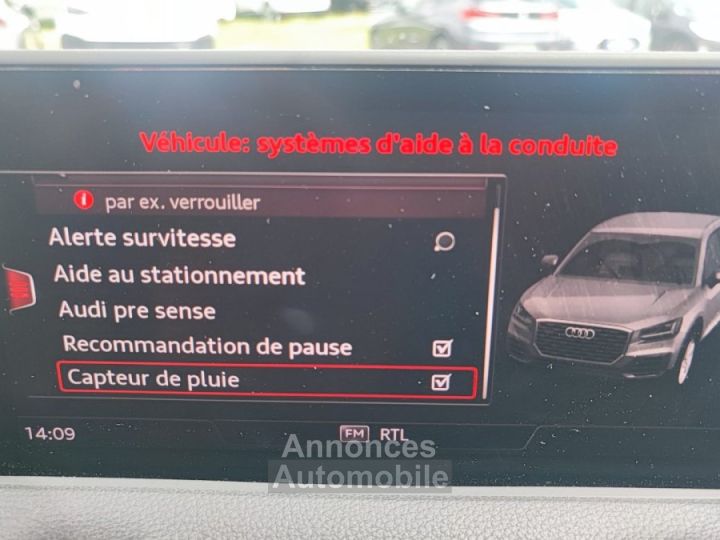 Véhicule: systèmes d'aide à la conduite
par ex. verrouiller
Alerte survitesse
Aide au stationnement
Audi pre sense
Recommandation de pause
Capteur de pluie
14:09
FM RTL
Annonces
Automobile